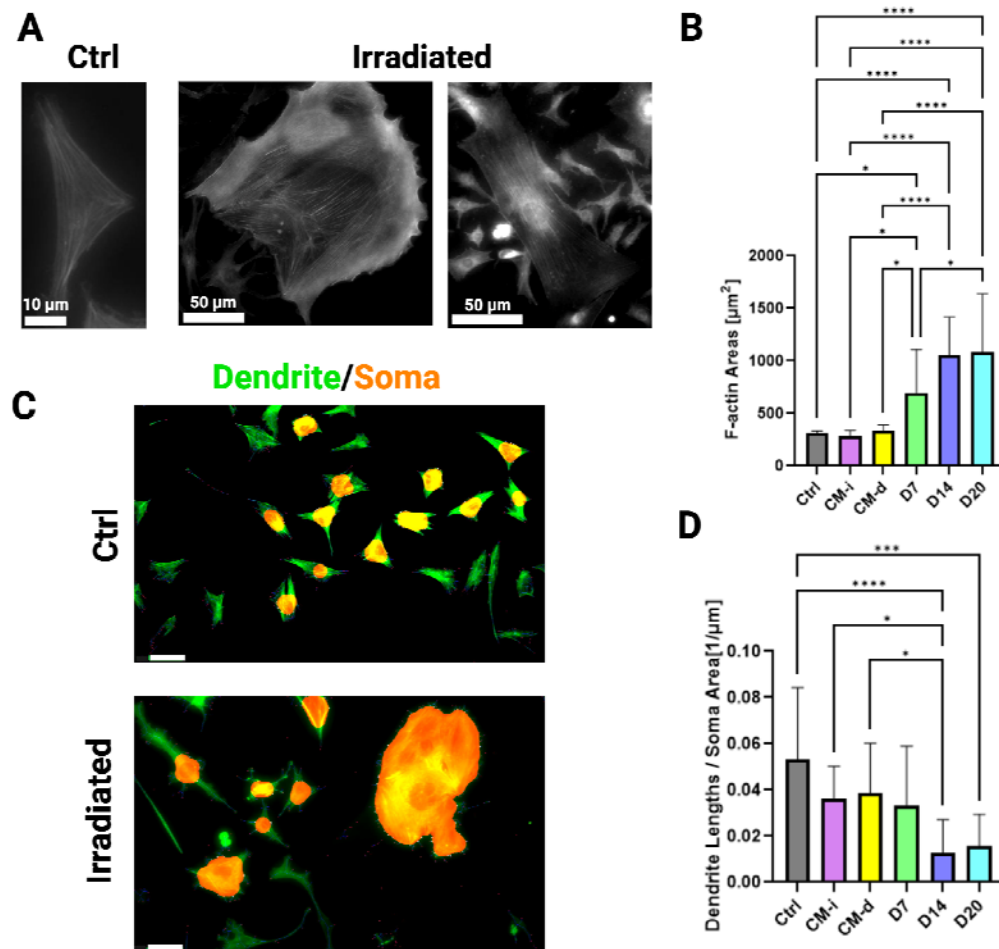 A
Ctrl
Irradiated
10 µm
50 µm
50 µm
B
****
****
****
****
****
*
****
*
*
*
F-actin Areas [µm²]
2000
1500
1000
500
0
Ctrl
CM-i
CM-d
D7
D14
D20
C
Dendrite/Soma
Ctrl
Irradiated
D
***
****
*
*
Dendrite Lengths / Soma Area[1/µm]
0.10
0.08
0.06
0.04
0.02
0.00
Ctrl
CM-i
CM-d
D7
D14
D20